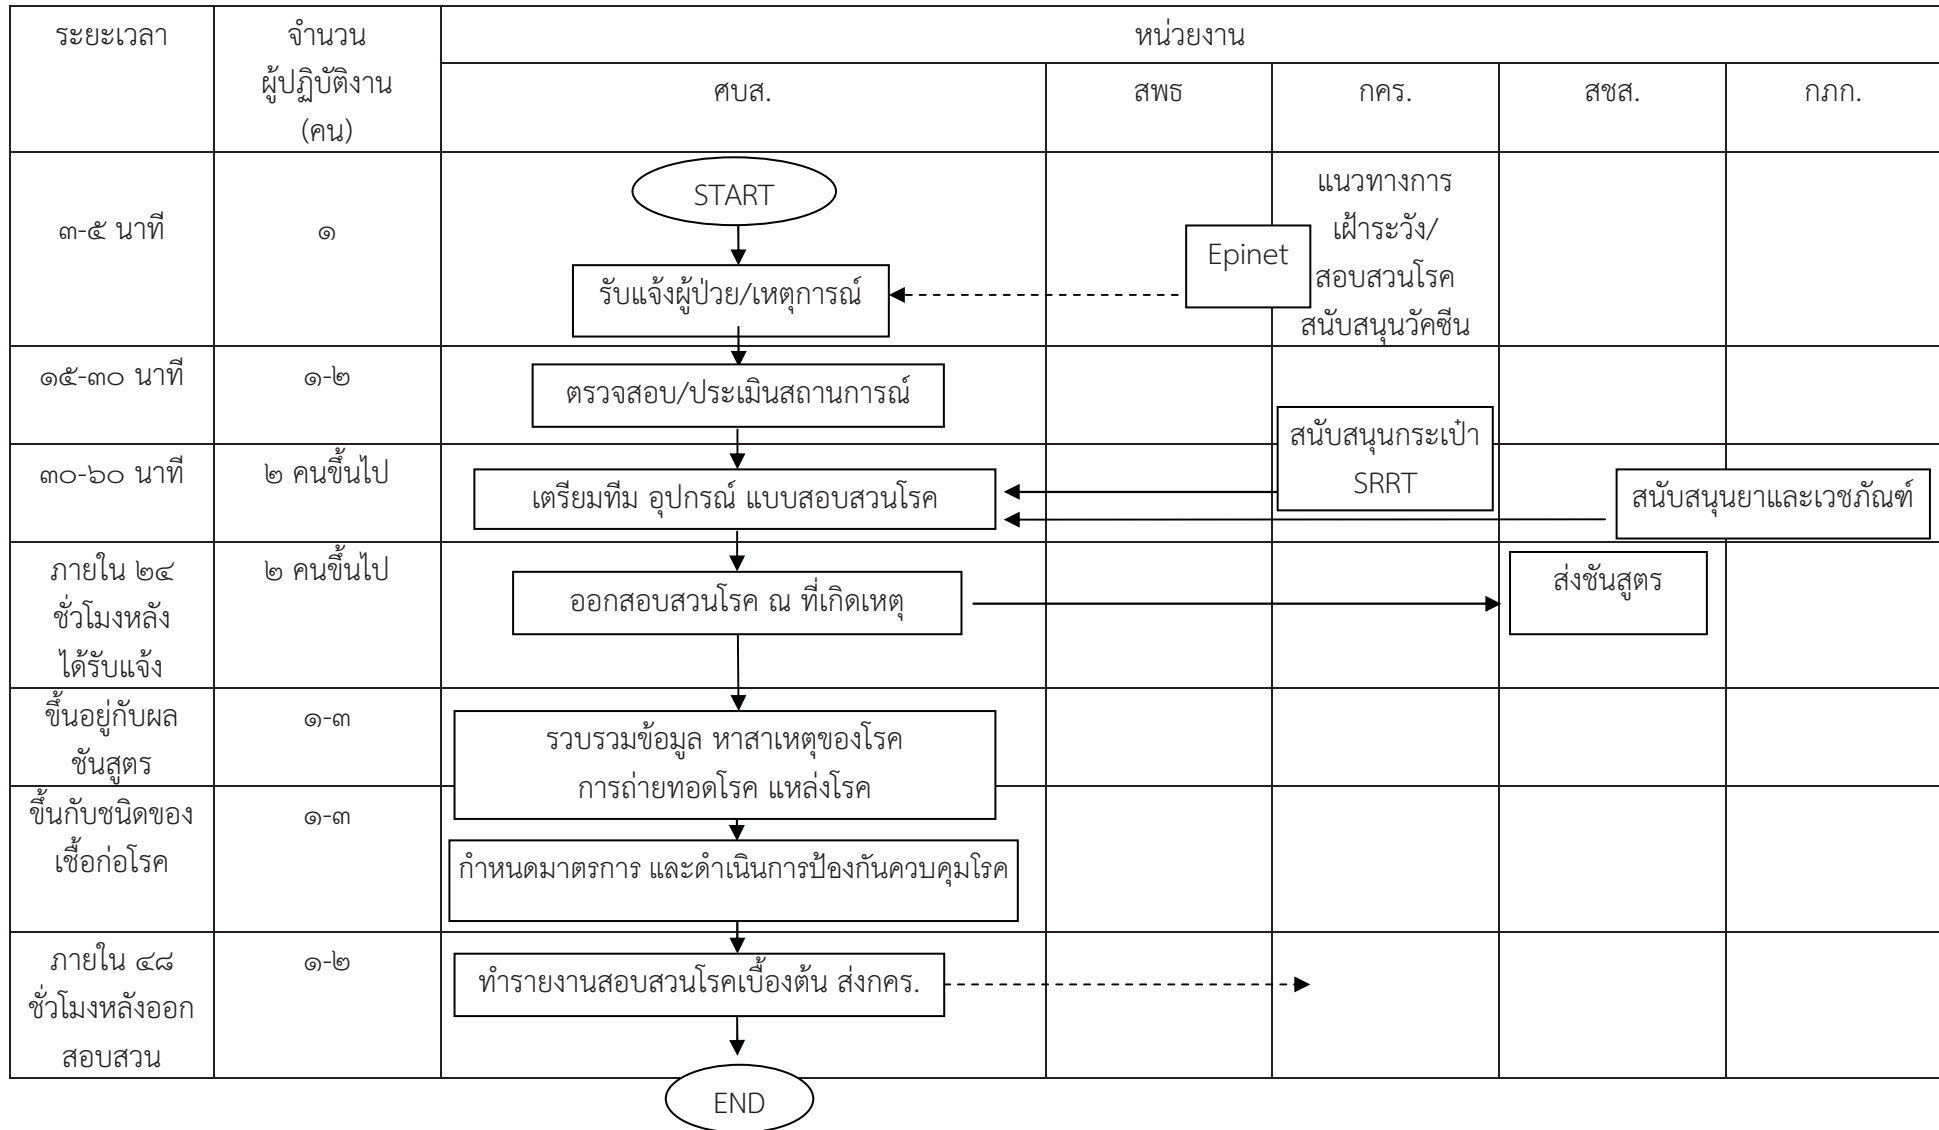 ระยะเวลา
จำนวน
ผู้ปฏิบัติงาน
(คน)
หน่วยงาน
ศบส.
สพธ
กคร.
สชส.
กภก.
๓-๕ นาที
๑
START
รับแจ้งผู้ป่วย/เหตุการณ์
Epinet
แนวทางการ
เฝ้าระวัง/
สอบสวนโรค
สนับสนุนวัคซีน
๑๕-๓๐ นาที
๑-๒
ตรวจสอบ/ประเมินสถานการณ์
สนับสนุนกระเป๋า
SRRT
๓๐-๖๐ นาที
๒ คนขึ้นไป
เตรียมทีม อุปกรณ์ แบบสอบสวนโรค
สนับสนุนยาและเวชภัณฑ์
ภายใน ๒๔
ชั่วโมงหลัง
ได้รับแจ้ง
๒ คนขึ้นไป
ออกสอบสวนโรค ณ ที่เกิดเหตุ
ส่งชันสูตร
ขึ้นอยู่กับผล
ชันสูตร
๑-๓
รวบรวมข้อมูล หาสาเหตุของโรค
การถ่ายทอดโรค แหล่งโรค
ขึ้นกับชนิดของ
เชื้อก่อโรค
๑-๓
กำหนดมาตรการ และดำเนินการป้องกันควบคุมโรค
ภายใน ๔๘
ชั่วโมงหลังออก
สอบสวน
๑-๒
ทำรายงานสอบสวนโรคเบื้องต้น ส่งกคร.
END